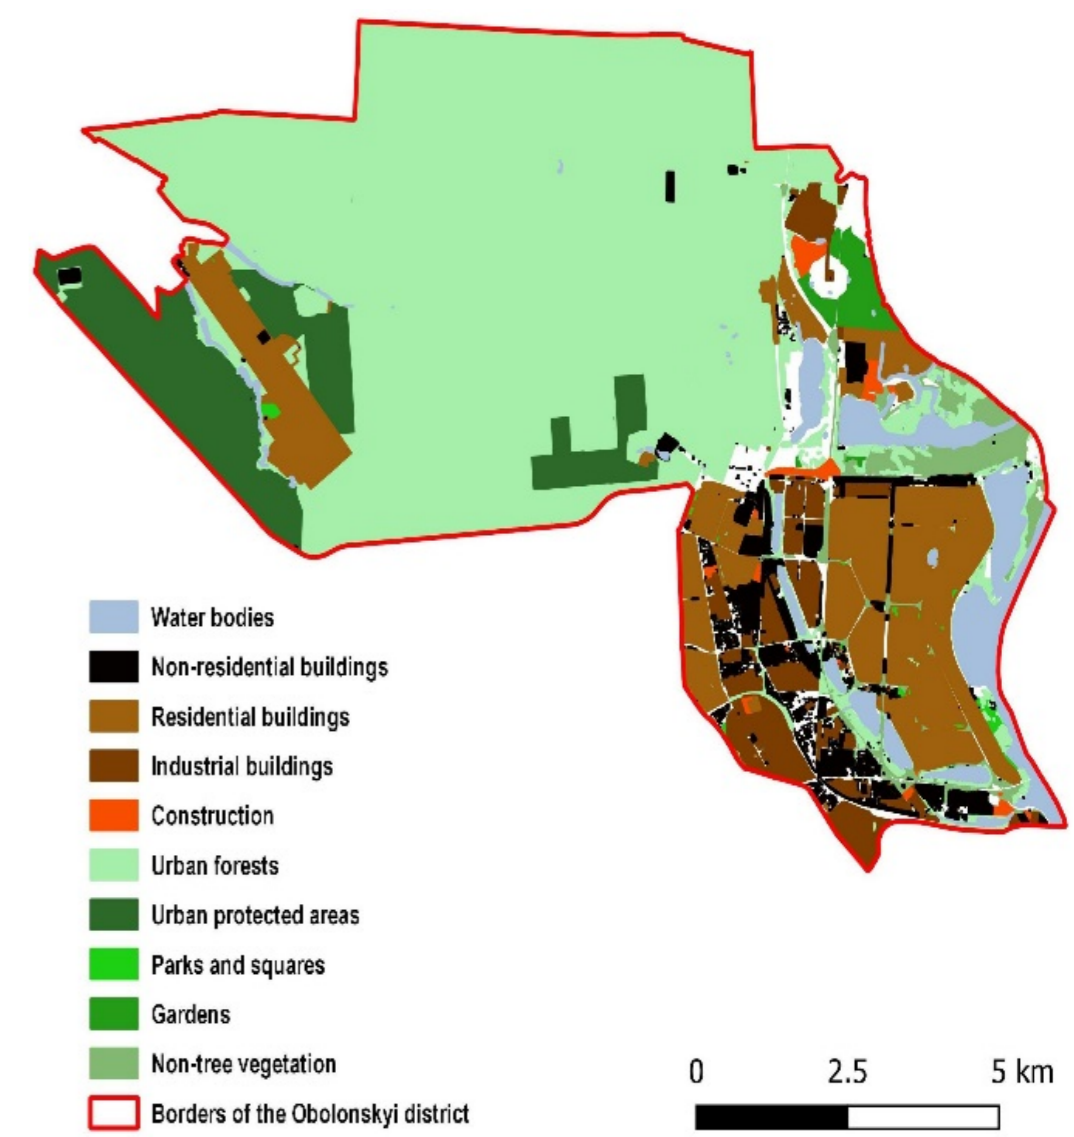 Water bodies
Non-residential buildings
Residential buildings
Industrial buildings
Construction
Urban forests
Urban protected areas
Parks and squares
Gardens
Non-tree vegetation
Borders of the Obolonskyi district
0 2.5 5 km